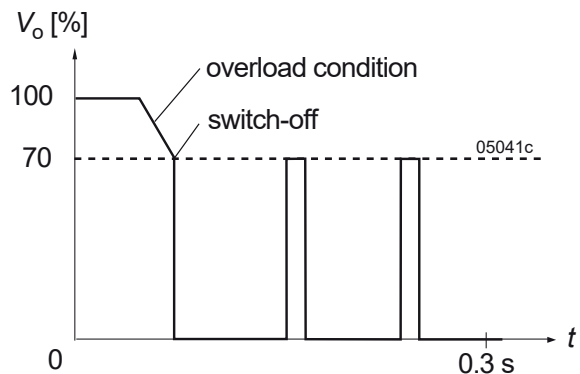 Vo [%]
overload condition
100
switch-off
70
05041c
t
0
0.3 s